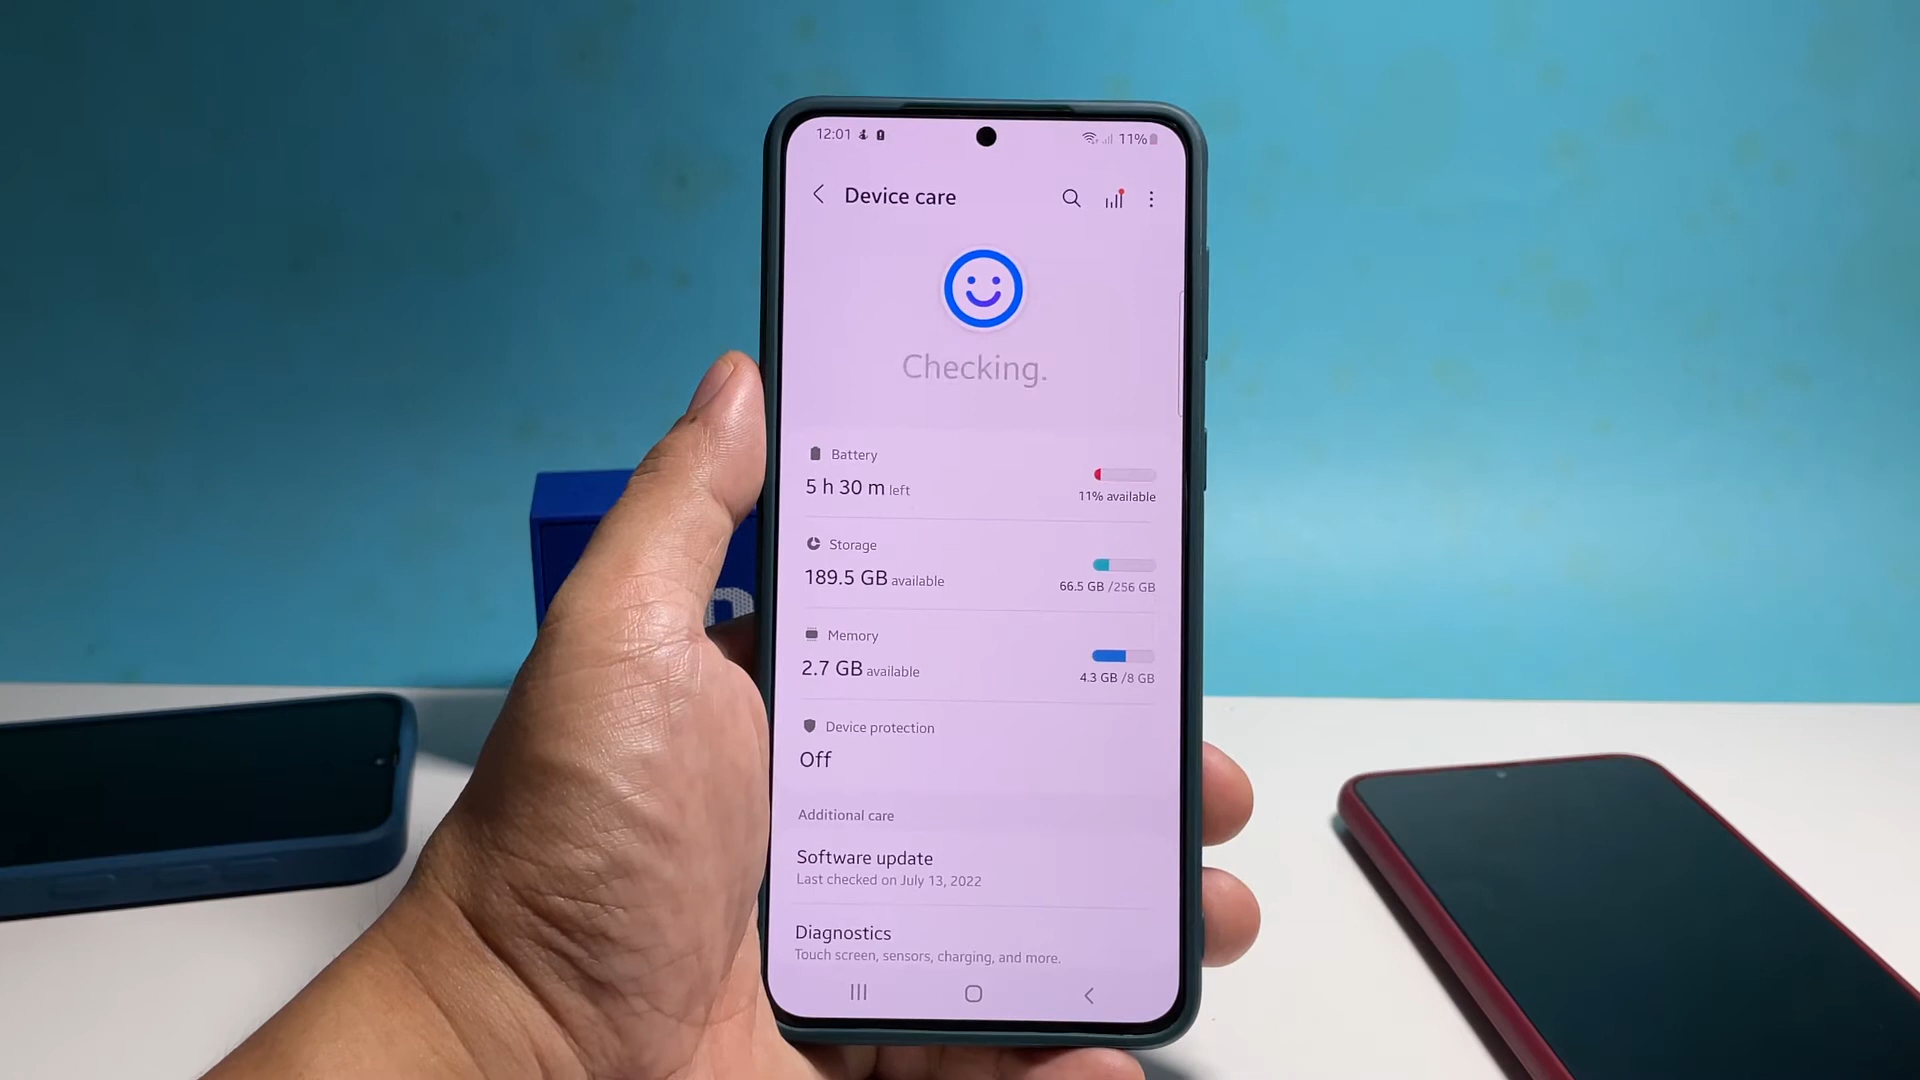 12:01 11%
Device care
Checking.
Battery
5 h 30 m left
11% available
Storage
189.5 GB available
66.5 GB /256 GB
Memory
2.7 GB available
4.3 GB /8 GB
Device protection
Off
Additional care
Software update
Last checked on July 13, 2022
Diagnostics
Touch screen, sensors, charging, and more.